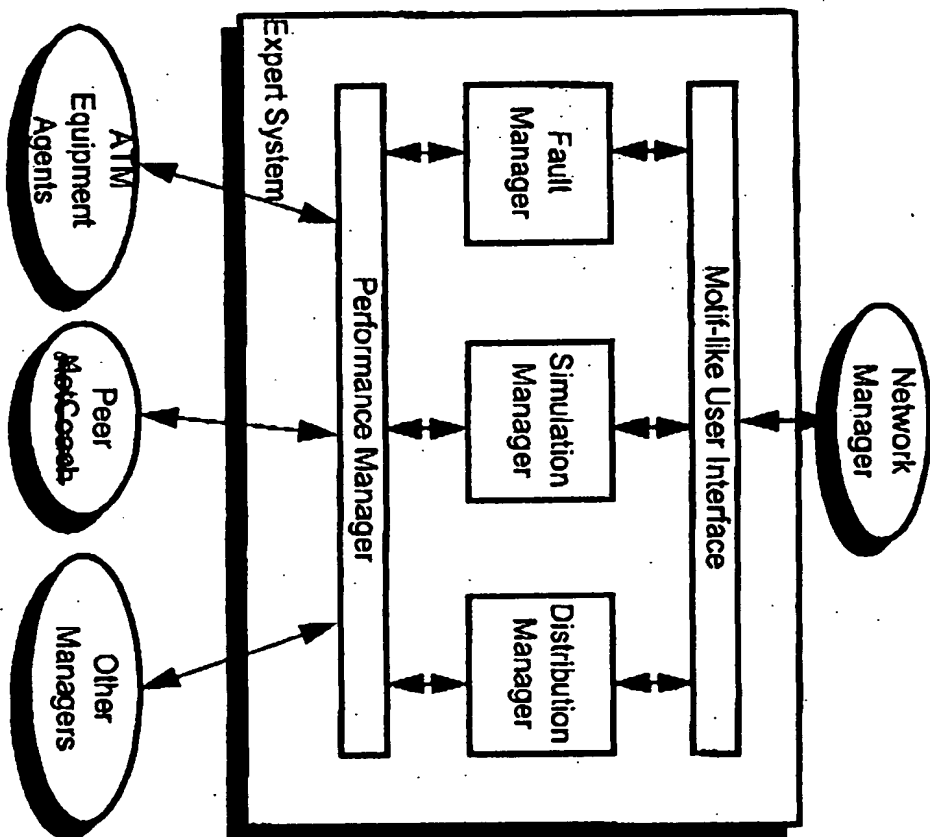 Network
Manager
Motif-like User Interface
Fault
Manager
Simulation
Manager
Distribution
Manager
Performance Manager
Expert System
ATM
Equipment
Agents
Peer
NetCoach
Other
Managers